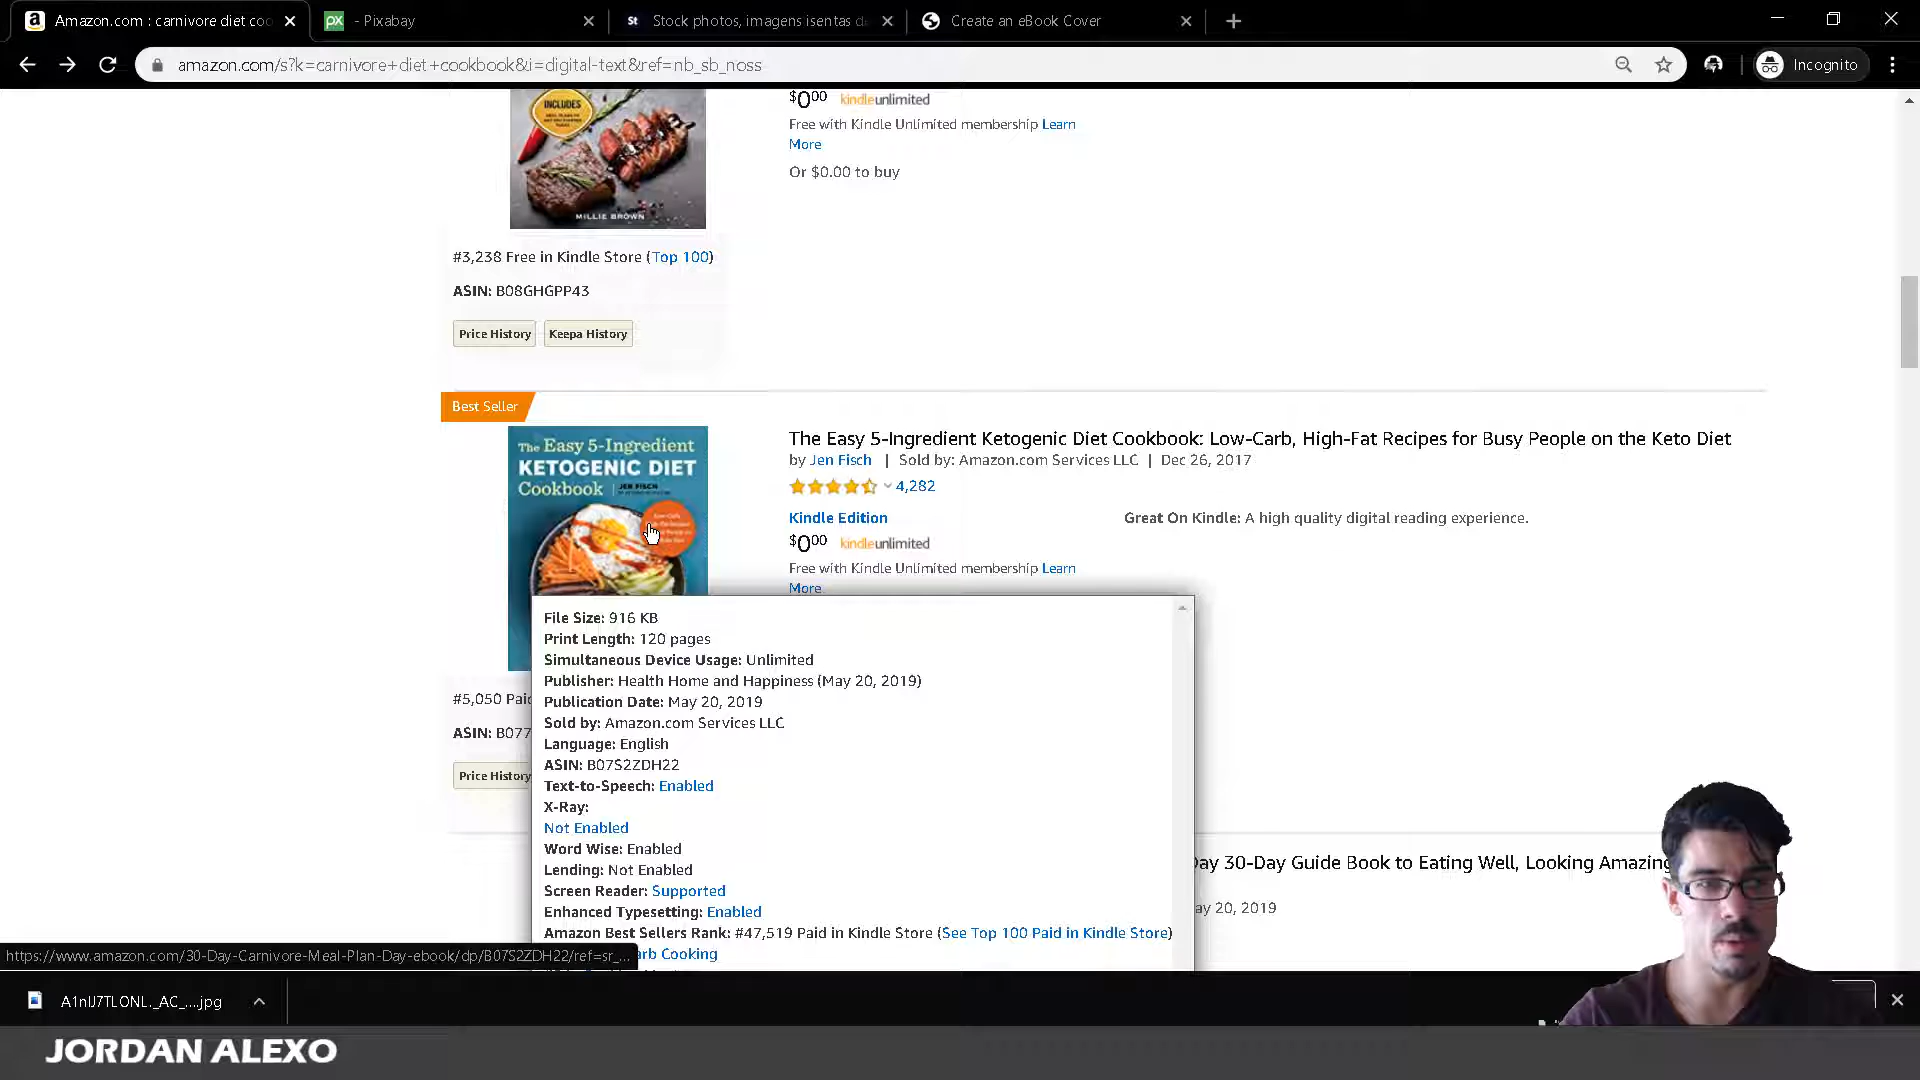 Amazon.com : carnivore diet coo
- Pixabay
Stock photos, imagens isentas d
Create an eBook Cover
amazon.com/s?k=carnivore+diet+cookbook&i=digital-text&ref=nb_sb_noss
Incognito
INCLUDES
MILLIE BROWN
$000 kindleunlimited
Free with Kindle Unlimited membership Learn
More
Or $0.00 to buy
#3,238 Free in Kindle Store (Top 100)
ASIN: B08GHGPP43
Price History Keepa History
Best Seller
The Easy 5-Ingredient
KETOGENIC DIET
Cookbook JEN FISCH
The Easy 5-Ingredient Ketogenic Diet Cookbook: Low-Carb, High-Fat Recipes for Busy People on the Keto Diet
by Jen Fisch | Sold by: Amazon.com Services LLC | Dec 26, 2017
4,282
Kindle Edition
$000 kindleunlimited
Free with Kindle Unlimited membership Learn
More
Great On Kindle: A high quality digital reading experience.
#5,050 Paid
ASIN: B077
Price History
File Size: 916 KB
Print Length: 120 pages
Simultaneous Device Usage: Unlimited
Publisher: Health Home and Happiness (May 20, 2019)
Publication Date: May 20, 2019
Sold by: Amazon.com Services LLC
Language: English
ASIN: B07S2ZDH22
Text-to-Speech: Enabled
X-Ray:
Not Enabled
Word Wise: Enabled
Lending: Not Enabled
Screen Reader: Supported
Enhanced Typesetting: Enabled
Amazon Best Sellers Rank: #47,519 Paid in Kindle Store (See Top 100 Paid in Kindle Store)
arb Cooking
Day 30-Day Guide Book to Eating Well, Looking Amazing
ay 20, 2019
https://www.amazon.com/30-Day-Carnivore-Meal-Plan-Day-ebook/dp/B07S2ZDH22/ref=sr_...
A1nIJ7TLONL._AC_....jpg
JORDAN ALEXO